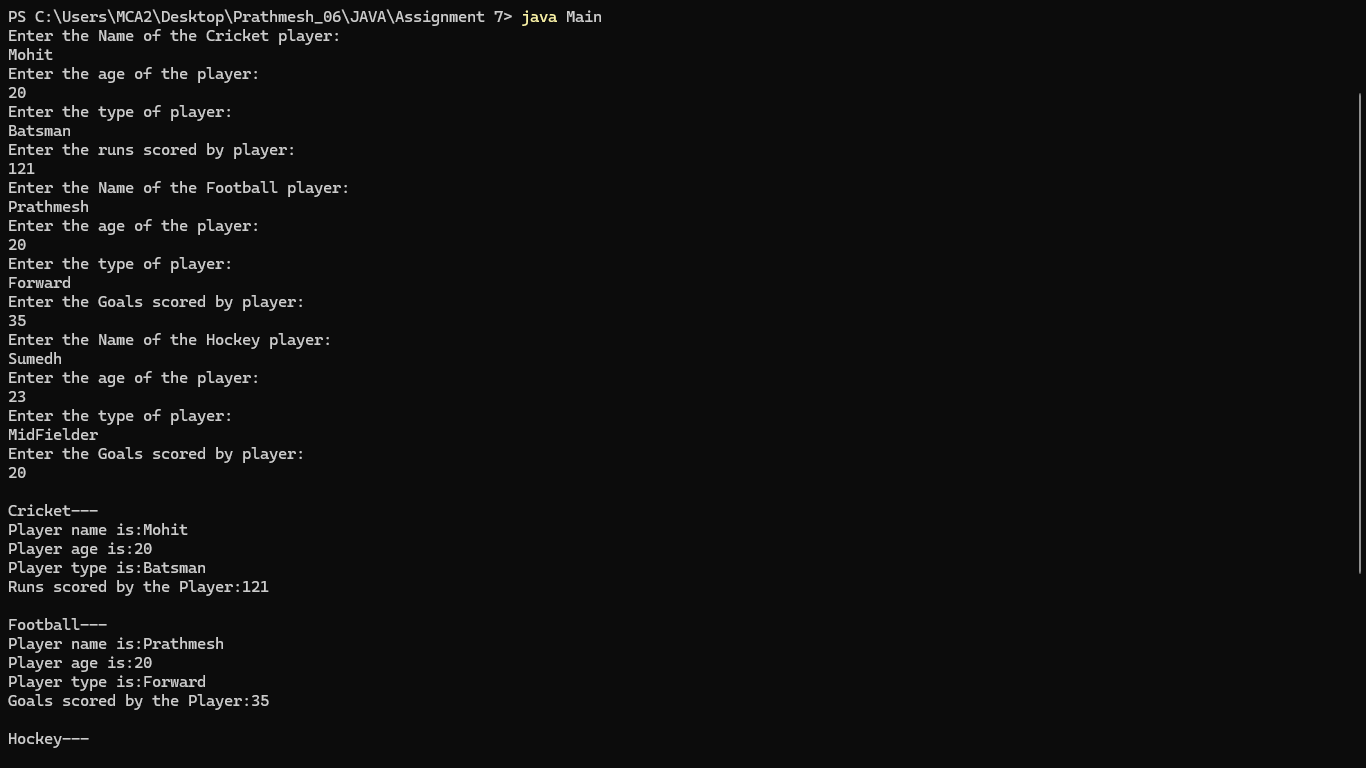 PS C:\Users\MCA2\Desktop\Prathmesh_06\JAVA\Assignment 7> java Main
Enter the Name of the Cricket player:
Mohit
Enter the age of the player:
20
Enter the type of player:
Batsman
Enter the runs scored by player:
121
Enter the Name of the Football player:
Prathmesh
Enter the age of the player:
20
Enter the type of player:
Forward
Enter the Goals scored by player:
35
Enter the Name of the Hockey player:
Sumedh
Enter the age of the player:
23
Enter the type of player:
MidFielder
Enter the Goals scored by player:
20

Cricket---
Player name is:Mohit
Player age is:20
Player type is:Batsman
Runs scored by the Player:121

Football---
Player name is:Prathmesh
Player age is:20
Player type is:Forward
Goals scored by the Player:35

Hockey---